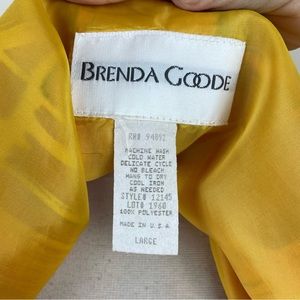 BRENDA GOODE
RN# 94892
MACHINE WASH
COLD WATER
DELICATE CYCLE
NO BLEACH
HANG TO DRY
COOL IRON
AS NEEDED
STYLE# 12145
LOT# 1960
100% POLYESTER
MADE IN U.S.A.
LARGE